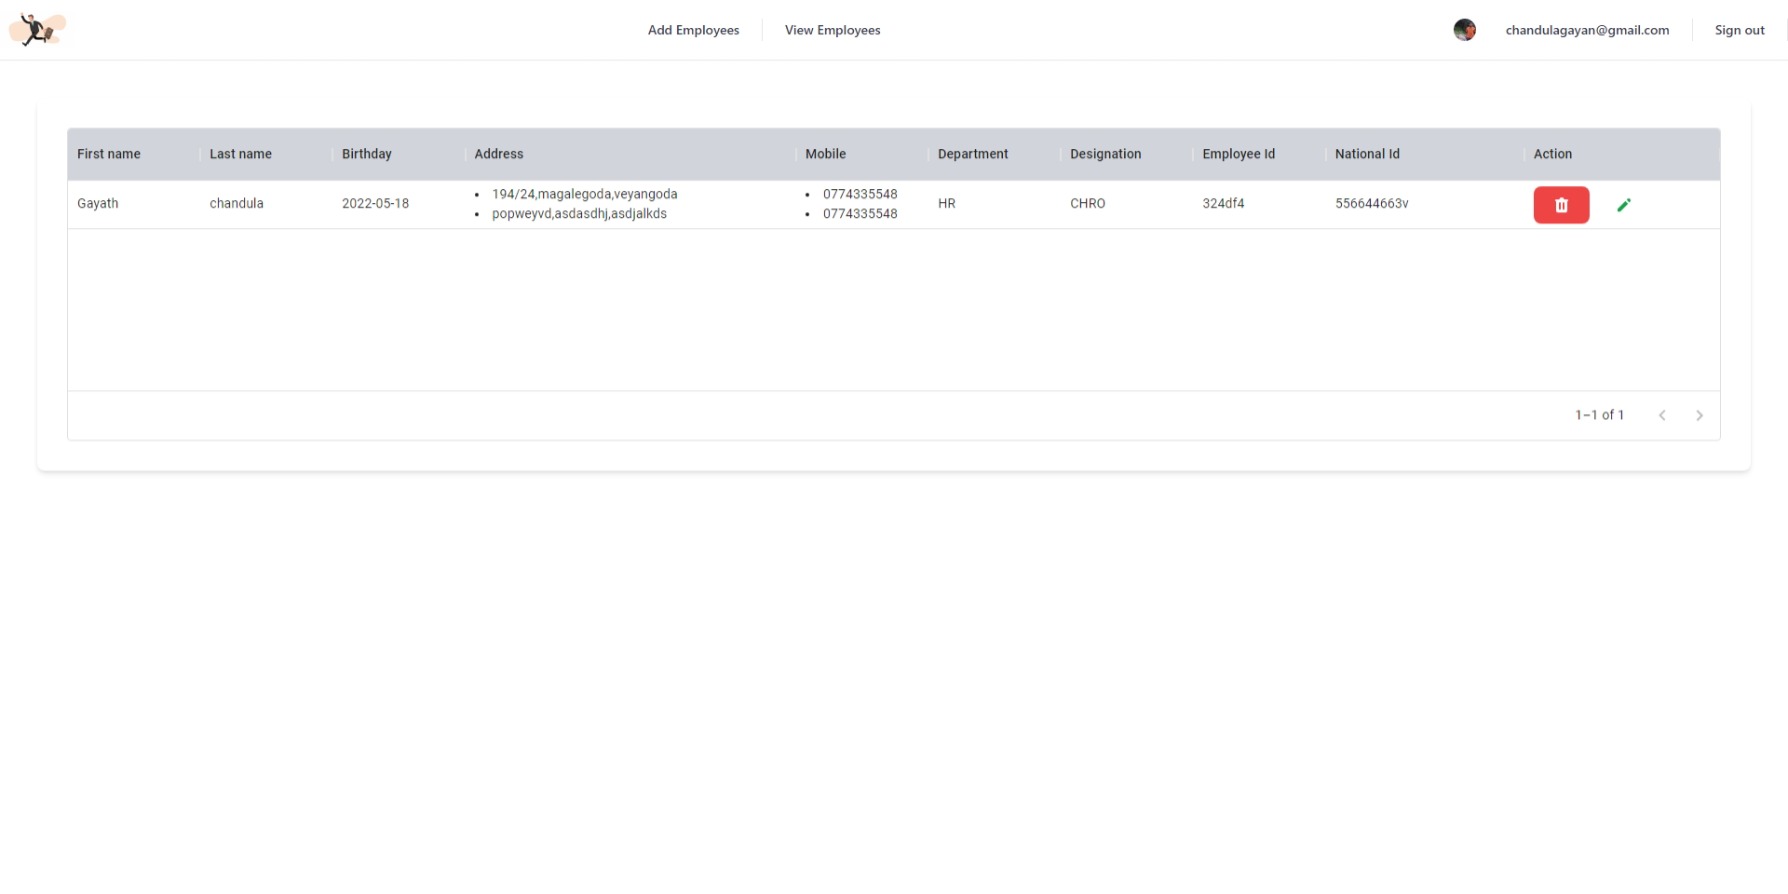 Add Employees View Employees chandulagayan@gmail.com Sign out
First name Last name Birthday Address Mobile Department Designation Employee Id National Id Action
Gayath chandula 2022-05-18 • 194/24,magalegoda,veyangoda • 0774335548 HR CHRO 324df4 556644663v
• popweyvd,asdasdhj,asdjalkds • 0774335548
1–1 of 1